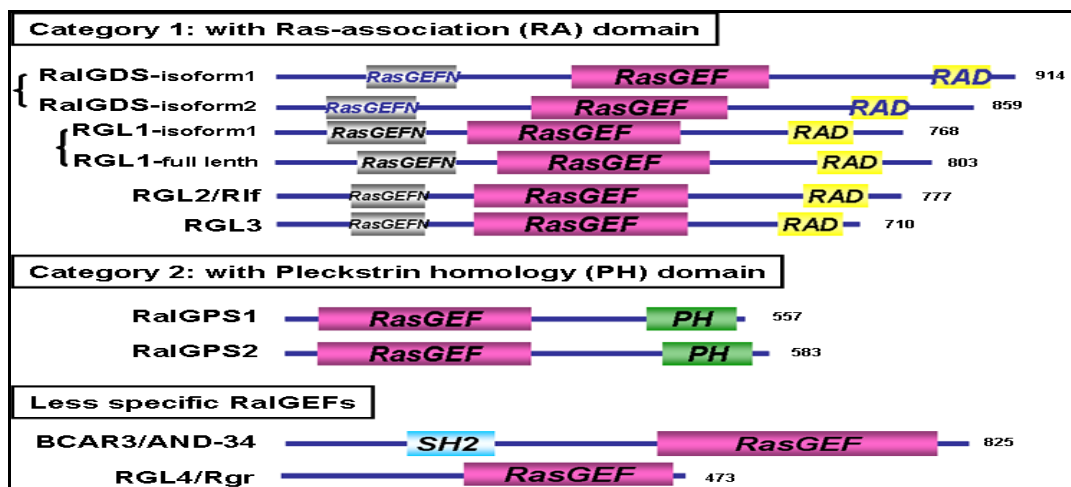 Category 1: with Ras-association (RA) domain
RalGDS-isoform1 RasGEFN RasGEF RAD 914
RalGDS-isoform2 RasGEFN RasGEF RAD 859
RGL1-isoform1 RasGEFN RasGEF RAD 768
RGL1-full lenth RasGEFN RasGEF RAD 803
RGL2/Rlf RasGEFN RasGEF RAD 777
RGL3 RasGEFN RasGEF RAD 710
Category 2: with Pleckstrin homology (PH) domain
RalGPS1 RasGEF PH 557
RalGPS2 RasGEF PH 583
Less specific RalGEFs
BCAR3/AND-34 SH2 RasGEF 825
RGL4/Rgr RasGEF 473